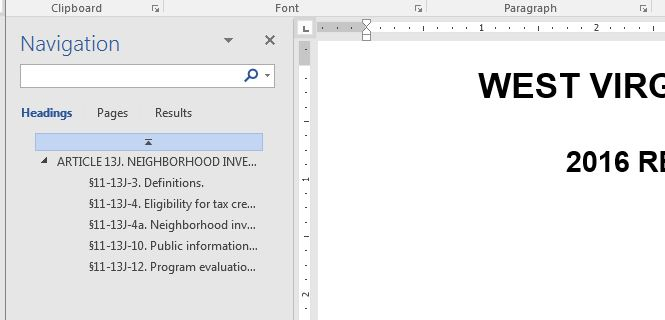 Clipboard Font Paragraph
Navigation
Headings Pages Results
ARTICLE 13J. NEIGHBORHOOD INVE...
§11-13J-3. Definitions.
§11-13J-4. Eligibility for tax cre...
§11-13J-4a. Neighborhood inv...
§11-13J-10. Public information...
§11-13J-12. Program evaluatio...
L
1 2
1
2
WEST VIRG
2016 RE